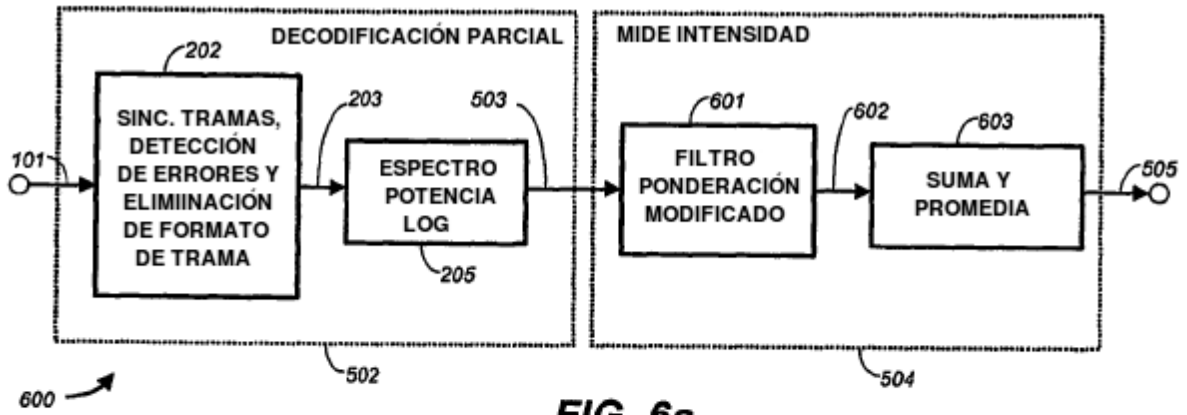 DECODIFICACIÓN PARCIAL
202
SINC. TRAMAS,
DETECCIÓN
DE ERRORES Y
ELIMIINACIÓN
DE FORMATO
DE TRAMA
101
203
ESPECTRO
POTENCIA
LOG
205
503
502
MIDE INTENSIDAD
601
FILTRO
PONDERACIÓN
MODIFICADO
602
603
SUMA Y
PROMEDIA
505
504
600
FIG. 6a